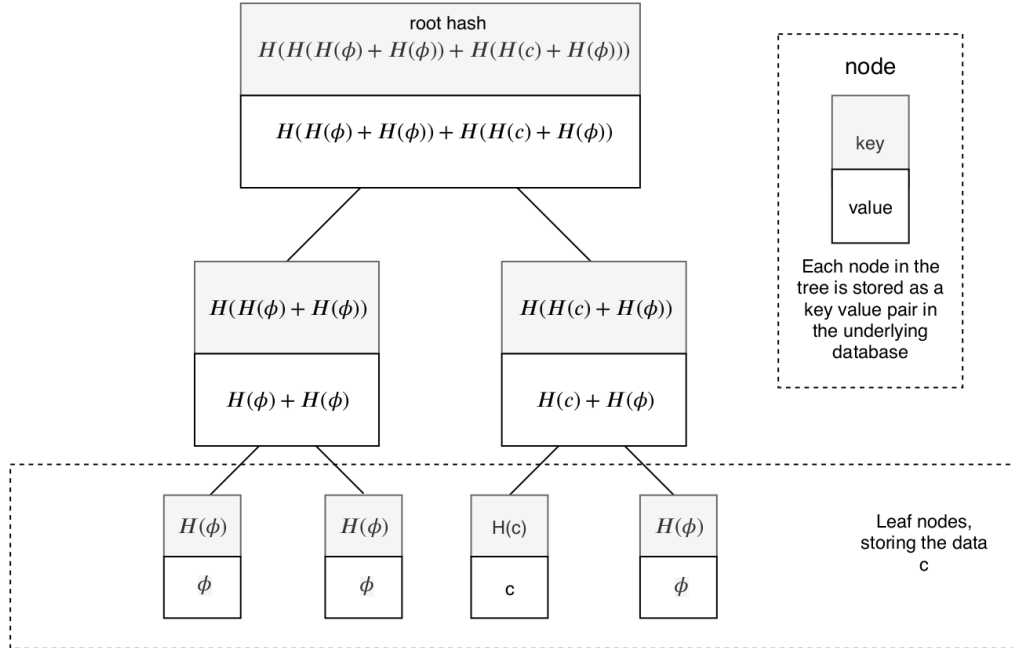 root hash
H(H(H(ϕ) + H(ϕ)) + H(H(c) + H(ϕ)))
H(H(ϕ) + H(ϕ)) + H(H(c) + H(ϕ))
node
key
value
Each node in the
tree is stored as a
key value pair in
the underlying
database
H(H(ϕ) + H(ϕ))
H(ϕ) + H(ϕ)
H(H(c) + H(ϕ))
H(c) + H(ϕ)
H(ϕ)
ϕ
H(ϕ)
ϕ
H(c)
c
H(ϕ)
ϕ
Leaf nodes,
storing the data
c